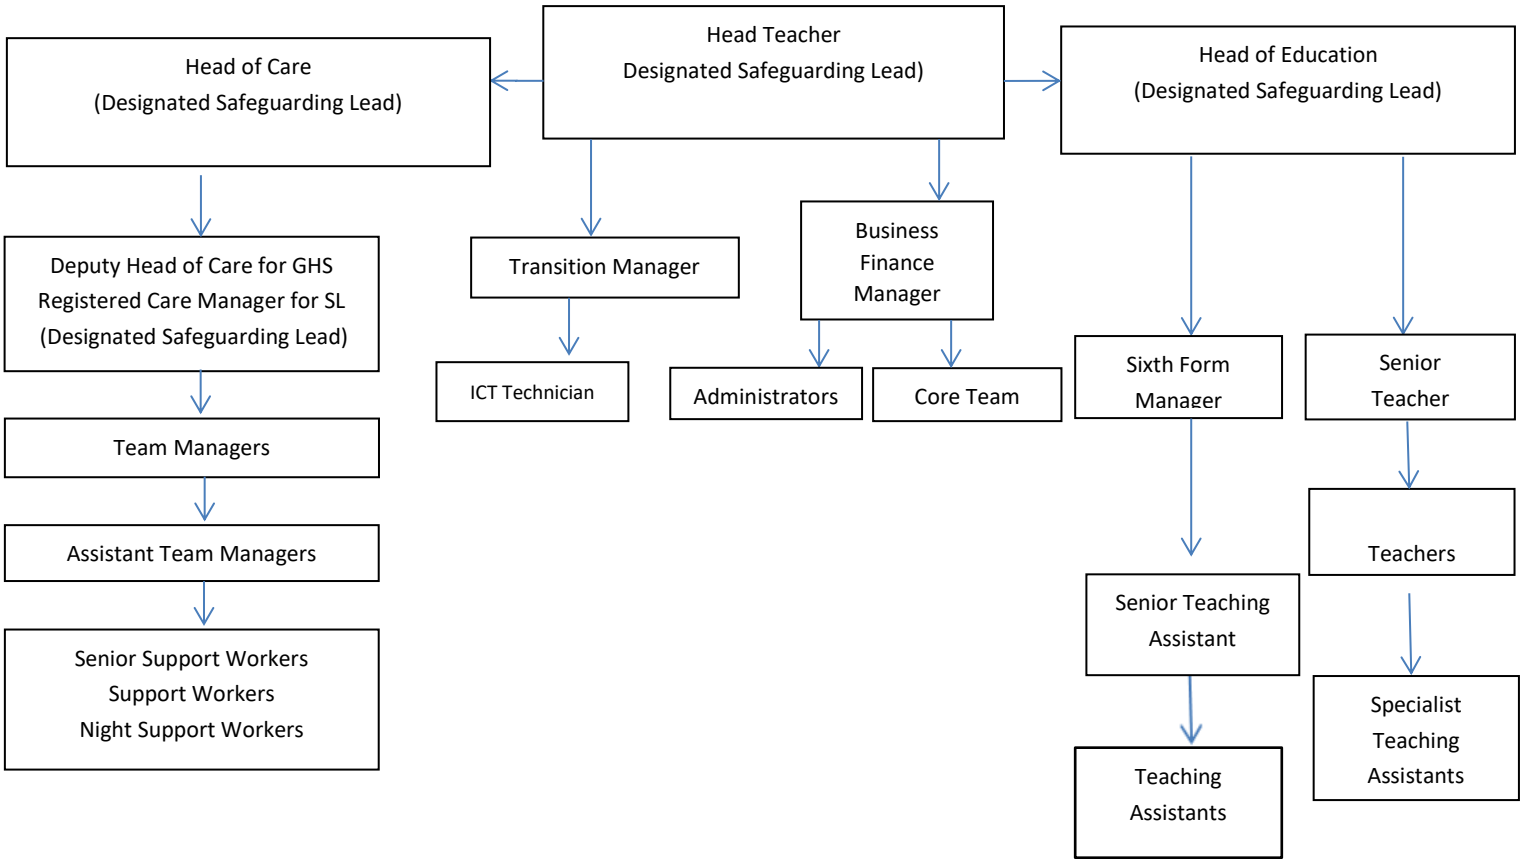 Head Teacher
Designated Safeguarding Lead)
Head of Care
(Designated Safeguarding Lead)
Head of Education
(Designated Safeguarding Lead)
Deputy Head of Care for GHS
Registered Care Manager for SL
(Designated Safeguarding Lead)
Transition Manager
Business
Finance
Manager
ICT Technician
Administrators
Core Team
Sixth Form
Manager
Senior
Teacher
Team Managers
Assistant Team Managers
Teachers
Senior Support Workers
Support Workers
Night Support Workers
Senior Teaching
Assistant
Specialist
Teaching
Assistants
Teaching
Assistants